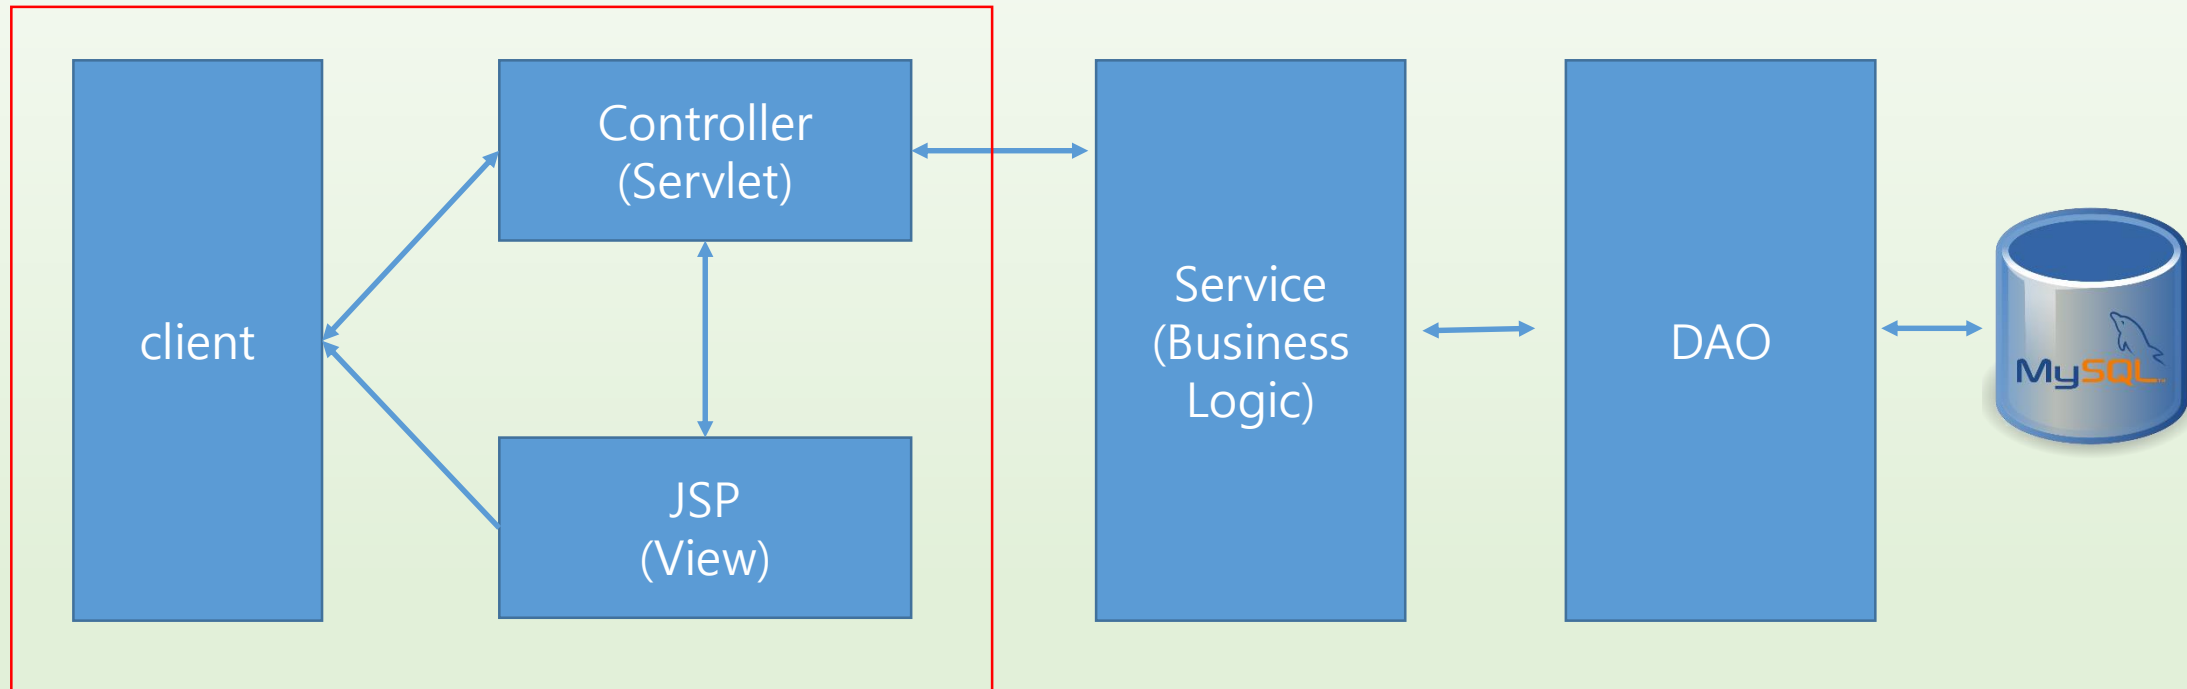 client
Controller
(Servlet)
JSP
(View)
Service
(Business
Logic)
DAO
MySQL